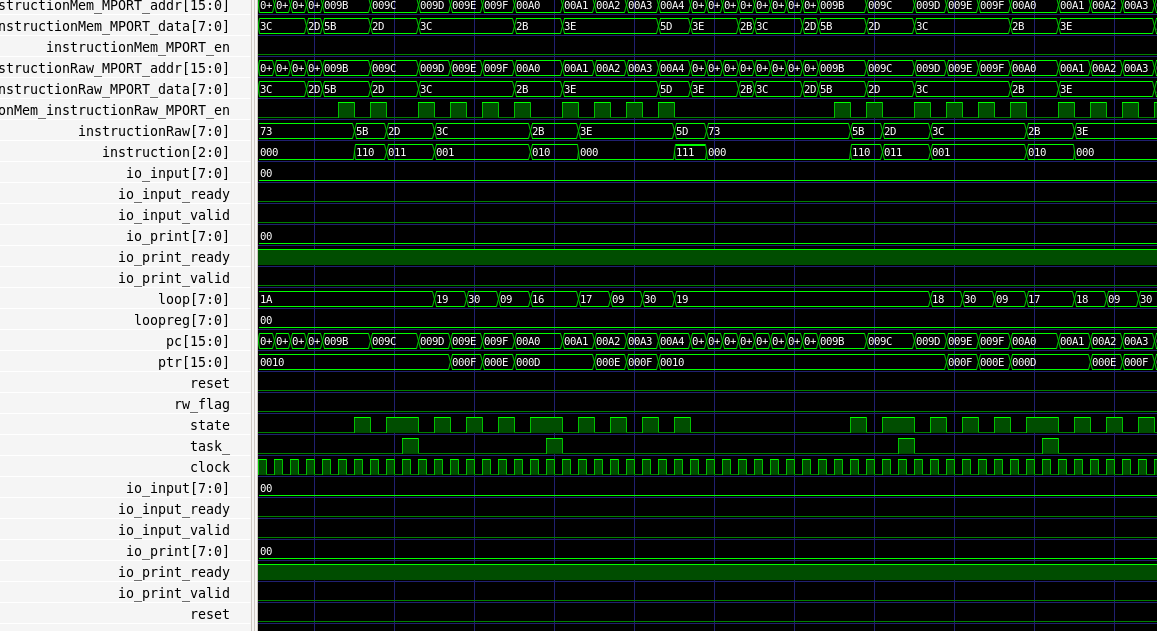 instructionMem_MPORT_addr[15:0] 0+ 0+ 0+ 0+ 009B 009C 009D 009E 009F 00A0 00A1 00A2 00A3 00A4 0+ 0+ 0+ 0+ 0+ 0+ 0+ 0+ 009B 009C 009D 009E 009F 00A0 00A1 00A2 00A3
nstructionMem_MPORT_data[7:0] 3C 2D 5B 2D 3C 2B 3E 5D 3E 2B 3C 2D 5B 2D 3C 2B 3E
instructionMem_MPORT_en
structionRaw_MPORT_addr[15:0] 0+ 0+ 0+ 0+ 009B 009C 009D 009E 009F 00A0 00A1 00A2 00A3 00A4 0+ 0+ 0+ 0+ 0+ 0+ 0+ 0+ 009B 009C 009D 009E 009F 00A0 00A1 00A2 00A3
nstructionRaw_MPORT_data[7:0] 3C 2D 5B 2D 3C 2B 3E 5D 3E 2B 3C 2D 5B 2D 3C 2B 3E
onMem_instructionRaw_MPORT_en
instructionRaw[7:0] 73 5B 2D 3C 2B 3E 5D 73 5B 2D 3C 2B 3E
instruction[2:0] 000 110 011 001 010 000 111 000 110 011 001 010 000
io_input[7:0] 00
io_input_ready
io_input_valid
io_print[7:0] 00
io_print_ready
io_print_valid
loop[7:0] 1A 19 30 09 16 17 09 30 19 18 30 09 17 18 09 30
loopreg[7:0] 00
pc[15:0] 0+ 0+ 0+ 0+ 009B 009C 009D 009E 009F 00A0 00A1 00A2 00A3 00A4 0+ 0+ 0+ 0+ 0+ 0+ 0+ 0+ 009B 009C 009D 009E 009F 00A0 00A1 00A2 00A3
ptr[15:0] 0010 000F 000E 000D 000E 000F 0010 000F 000E 000D 000E 000F
reset
rw_flag
state
task_
clock
io_input[7:0] 00
io_input_ready
io_input_valid
io_print[7:0] 00
io_print_ready
io_print_valid
reset